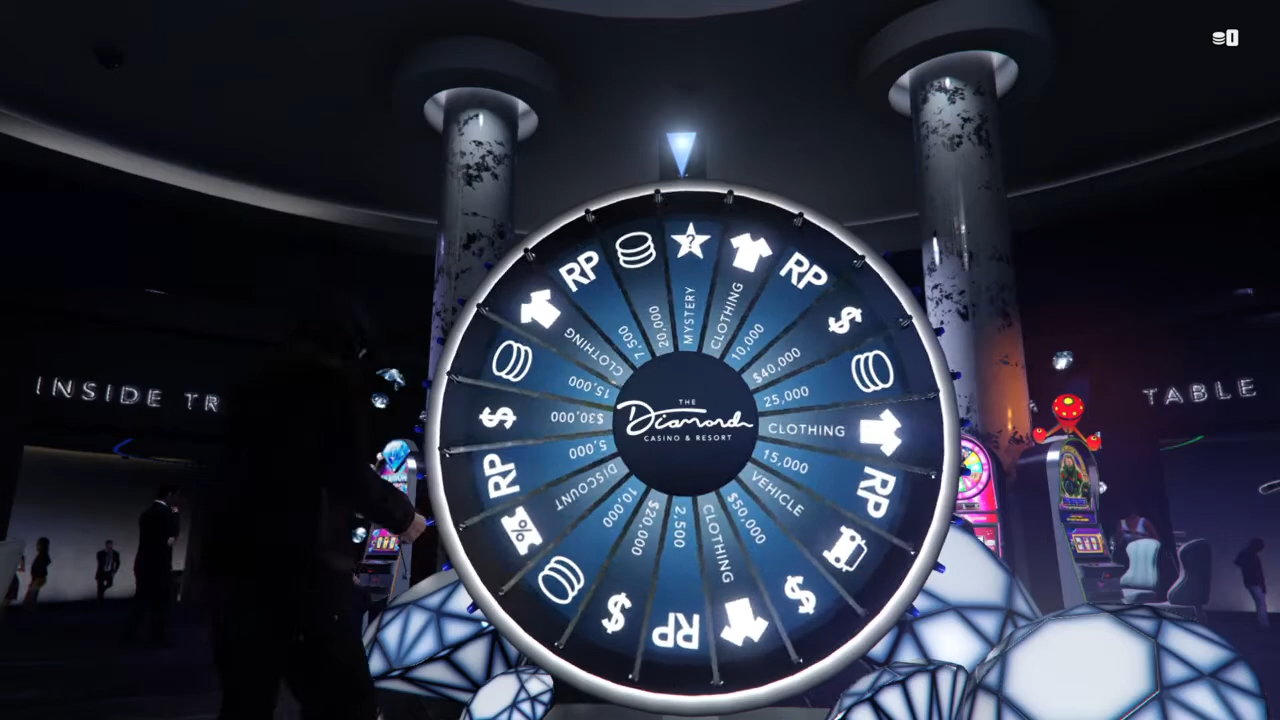 0
INSIDE TR
TABLE
THE
Diamond
CASINO & RESORT
?
MYSTERY
CLOTHING
RP
10,000
$
$40,000
25,000
CLOTHING
RP
15,000
VEHICLE
$
$50,000
CLOTHING
RP
2,500
$
$20,000
10,000
%
DISCOUNT
RP
5,000
$
$30,000
15,000
CLOTHING
RP
7,500
20,000